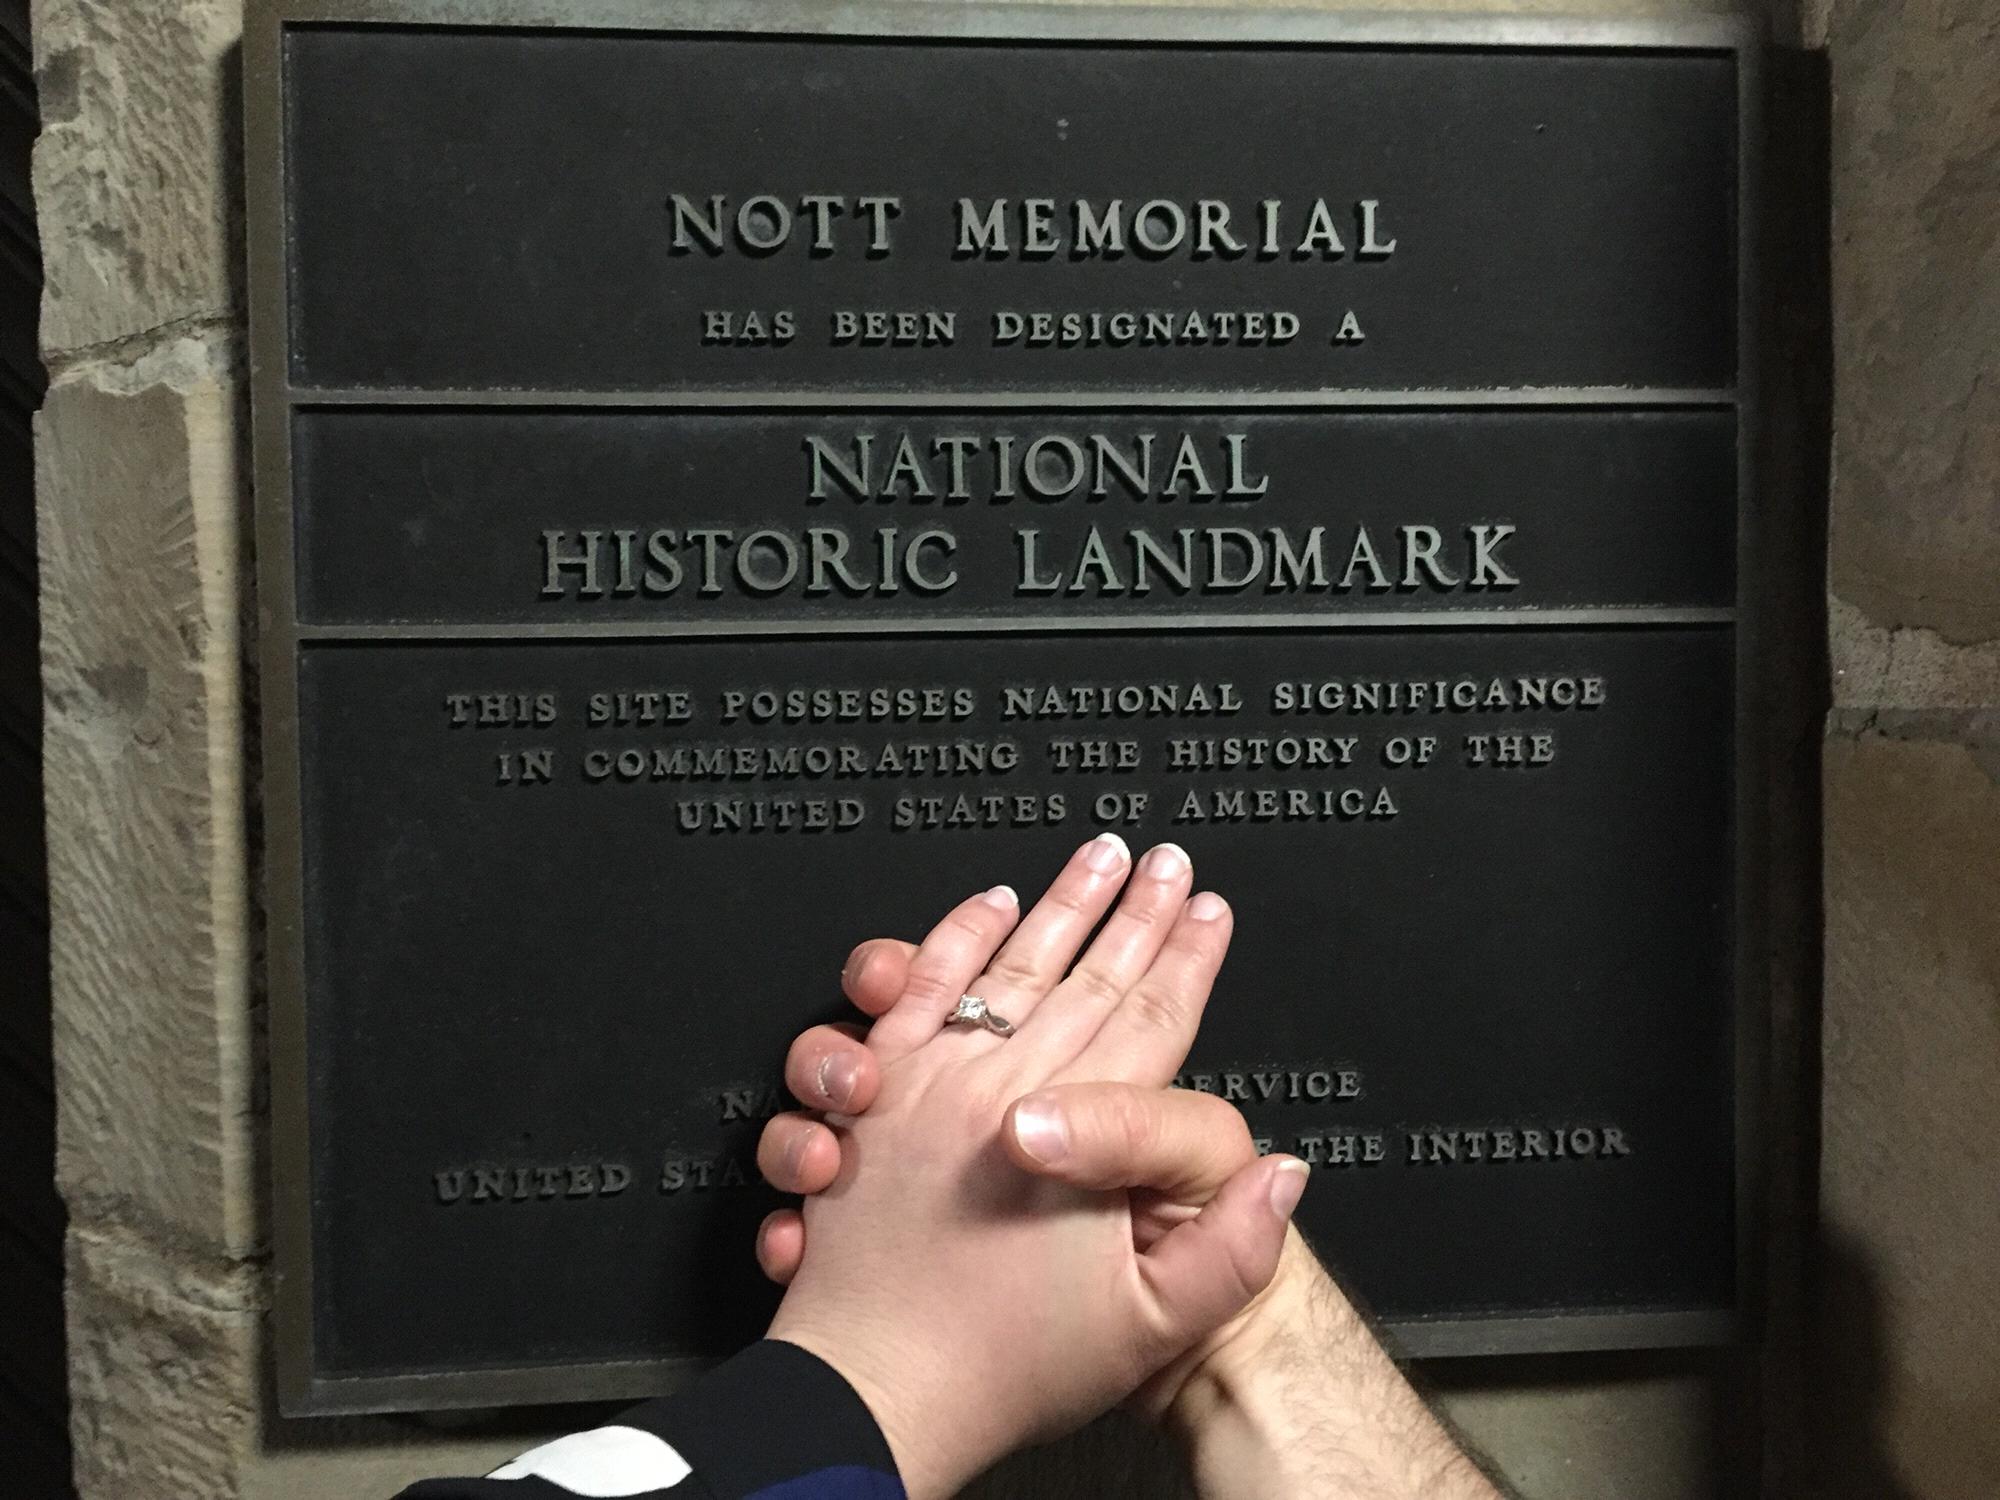 NOTT MEMORIAL
HAS BEEN DESIGNATED A
NATIONAL
HISTORIC LANDMARK
THIS SITE POSSESSES NATIONAL SIGNIFICANCE
IN COMMEMORATING THE HISTORY OF THE
UNITED STATES OF AMERICA
SERVICE
UNITED THE INTERIOR